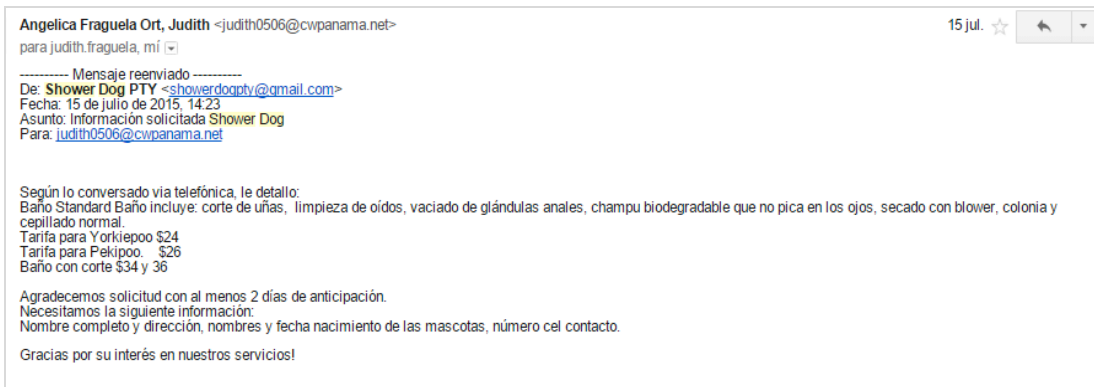 Angelica Fraguela Ort, Judith <judith0506@cwpanama.net>
15 jul.
para judith.fraguela, mí
---------- Mensaje reenviado ----------
De: Shower Dog PTY <showerdogpty@gmail.com>
Fecha: 15 de julio de 2015, 14:23
Asunto: Información solicitada Shower Dog
Para: judith0506@cwpanama.net
Según lo conversado via telefónica, le detallo:
Baño Standard Baño incluye: corte de uñas,  limpieza de oídos, vaciado de glándulas anales, champu biodegradable que no pica en los ojos, secado con blower, colonia y
cepillado normal.
Tarifa para Yorkiepoo $24
Tarifa para Pekipoo.   $26
Baño con corte $34 y 36
Agradecemos solicitud con al menos 2 días de anticipación.
Necesitamos la siguiente información:
Nombre completo y dirección, nombres y fecha nacimiento de las mascotas, número cel contacto.
Gracias por su interés en nuestros servicios!